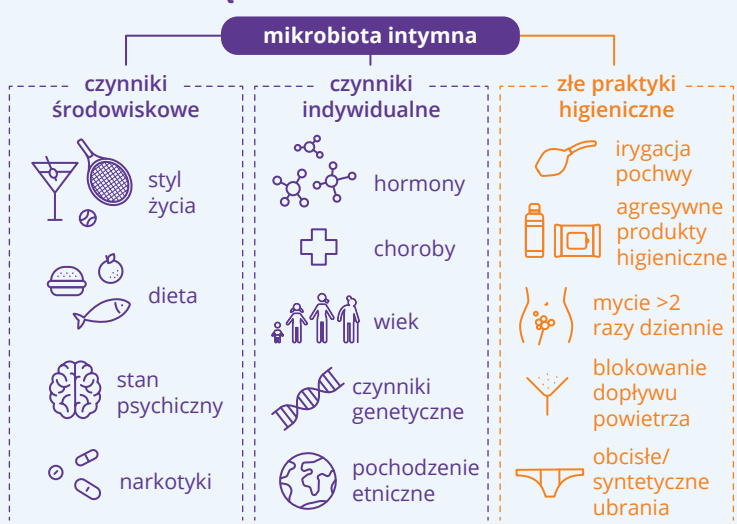 mikrobiota intymna
czynniki
środowiskowe
styl
życia
dieta
stan
psychiczny
narkotyki
czynniki
indywidualne
hormony
choroby
wiek
czynniki
genetyczne
pochodzenie
etniczne
złe praktyki
higieniczne
irygacja
pochwy
agresywne
produkty
higieniczne
mycie >2
razy dziennie
blokowanie
dopływu
powietrza
obcisłe/
syntetyczne
ubrania